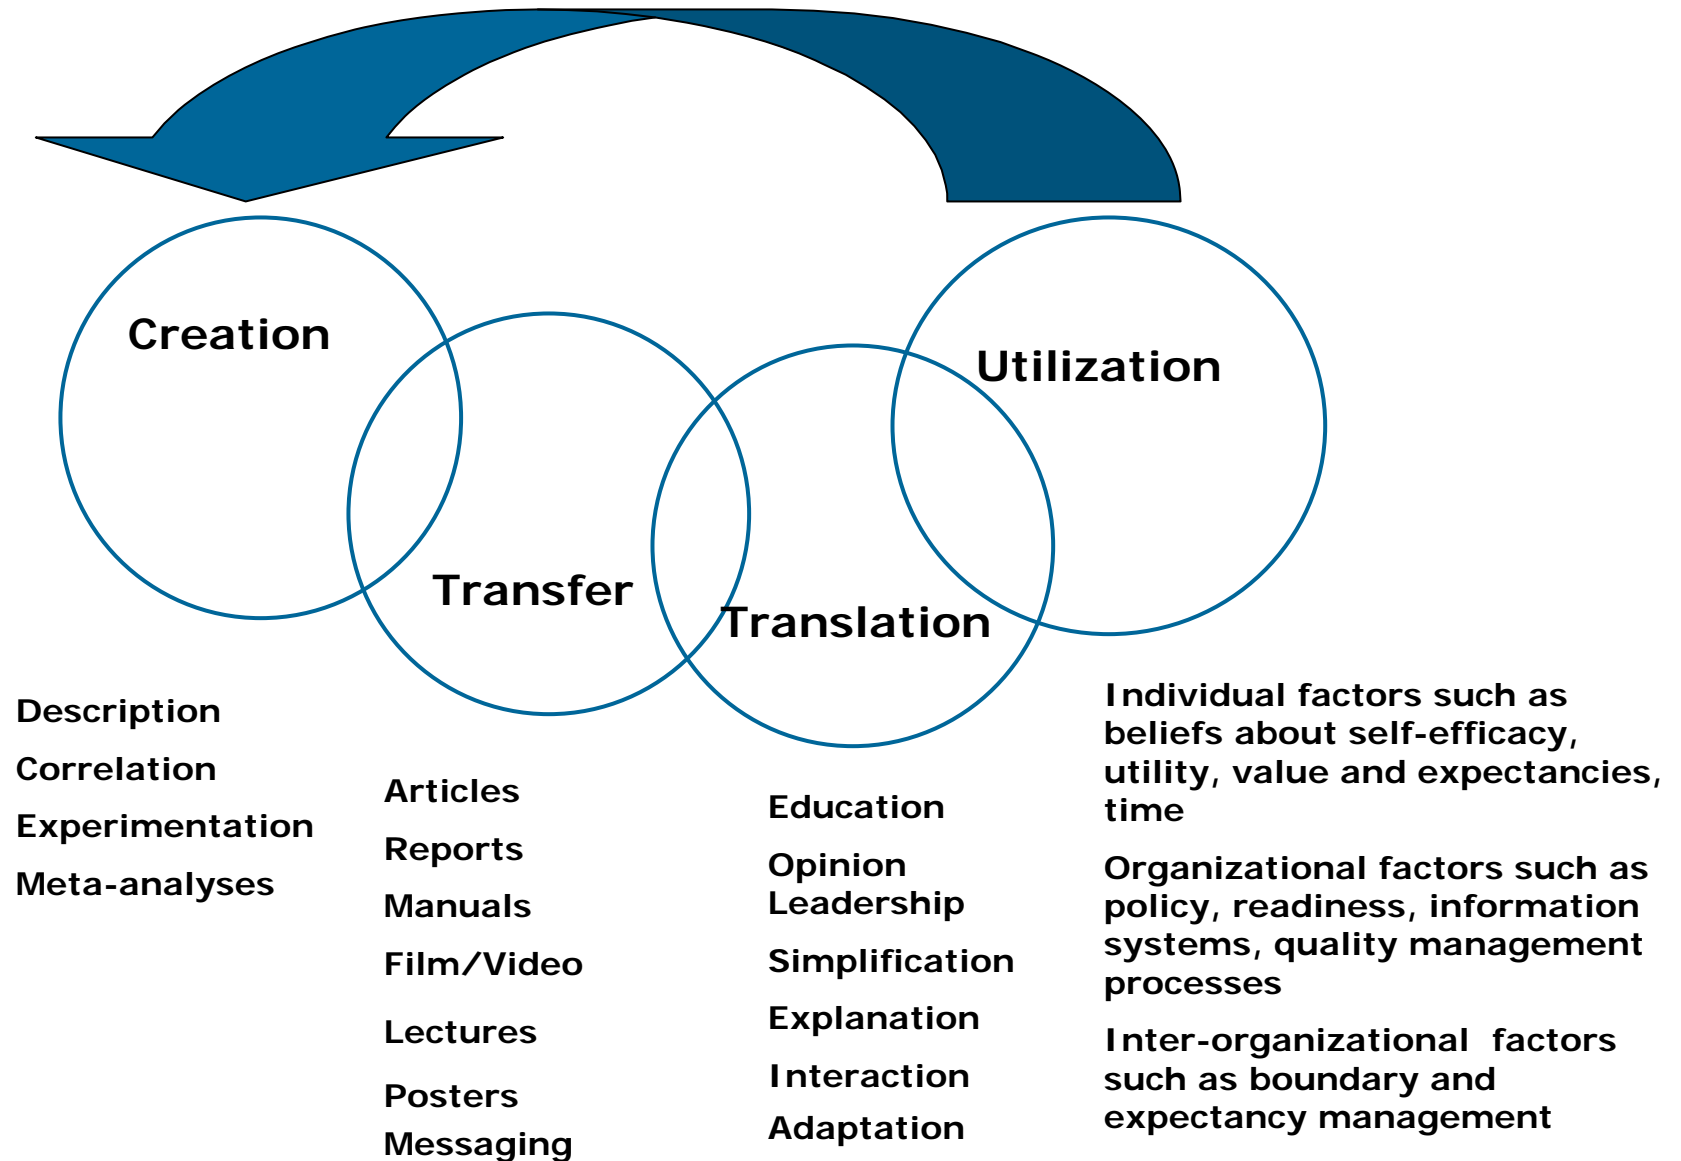 Creation
Transfer
Translation
Utilization
Description
Correlation
Experimentation
Meta-analyses
Articles
Reports
Manuals
Film/Video
Lectures
Posters
Messaging
Education
Opinion
Leadership
Simplification
Explanation
Interaction
Adaptation
Individual factors such as
beliefs about self-efficacy,
utility, value and expectancies,
time
Organizational factors such as
policy, readiness, information
systems, quality management
processes
Inter-organizational factors
such as boundary and
expectancy management